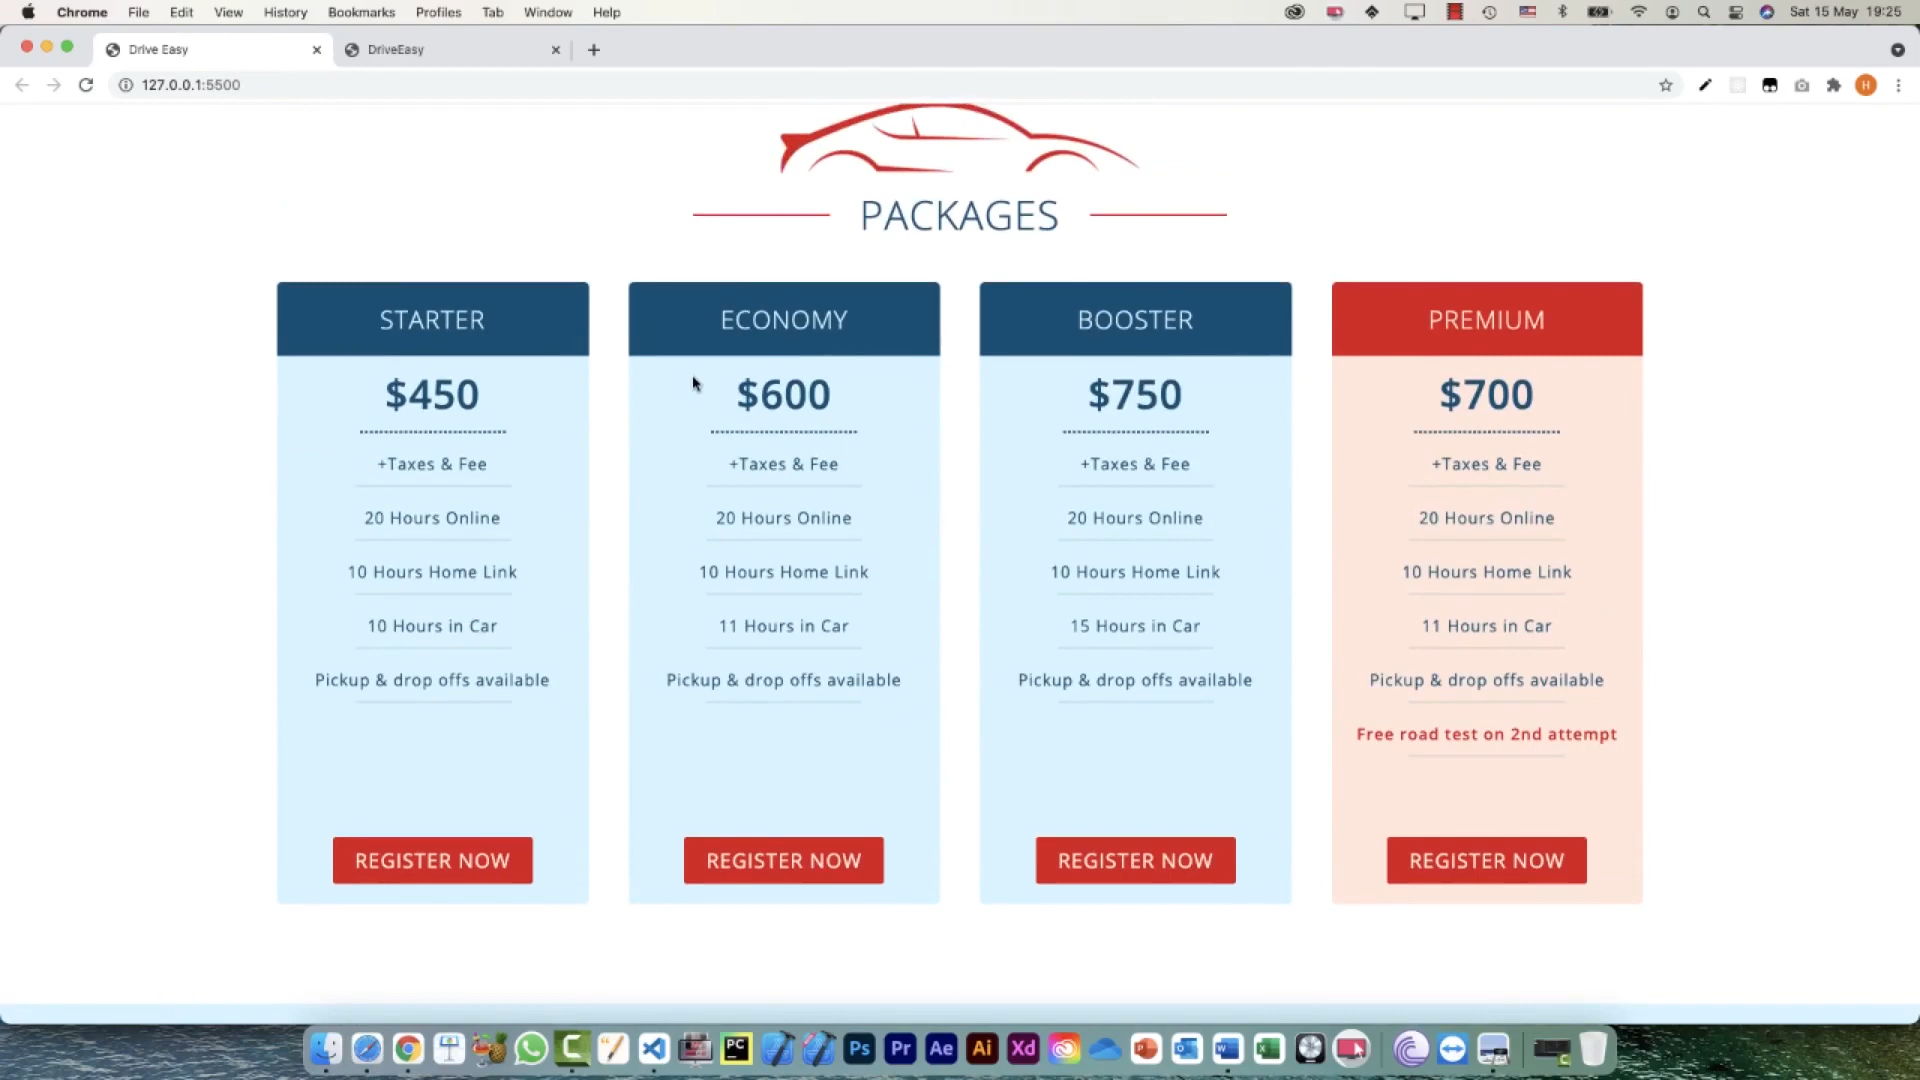 Chrome File Edit View History Bookmarks Profiles Tab Window Help Sat 15 May 19:25
Drive Easy DriveEasy
127.0.0.1:5500
PACKAGES
STARTER
$450
+Taxes & Fee
20 Hours Online
10 Hours Home Link
10 Hours in Car
Pickup & drop offs available
REGISTER NOW
ECONOMY
$600
+Taxes & Fee
20 Hours Online
10 Hours Home Link
11 Hours in Car
Pickup & drop offs available
REGISTER NOW
BOOSTER
$750
+Taxes & Fee
20 Hours Online
10 Hours Home Link
15 Hours in Car
Pickup & drop offs available
REGISTER NOW
PREMIUM
$700
+Taxes & Fee
20 Hours Online
10 Hours Home Link
11 Hours in Car
Pickup & drop offs available
Free road test on 2nd attempt
REGISTER NOW
H
PC Ps Pr Ae Ai Xd